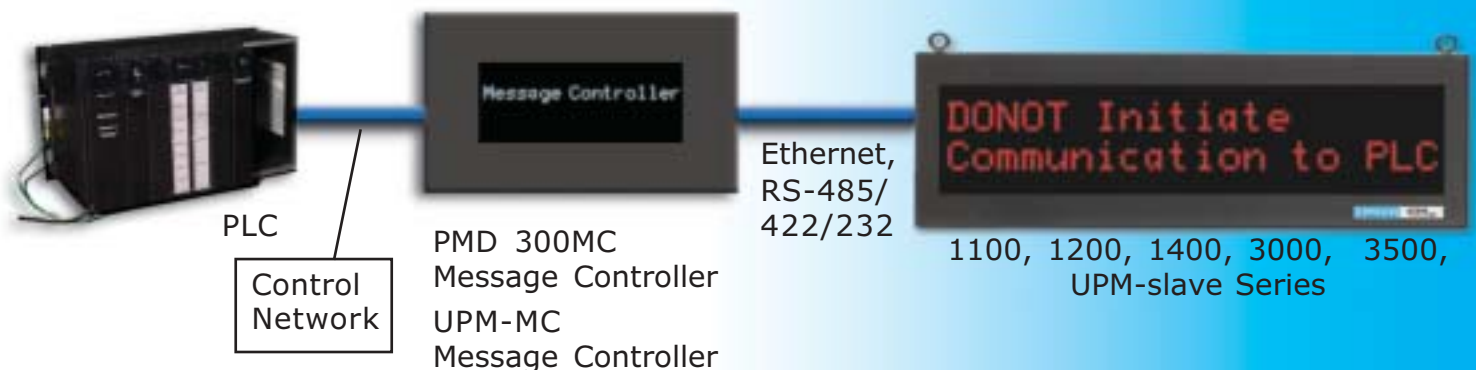 Message Controller
DONOT Initiate
Communication to PLC
Ethernet,
RS-485/
422/232
PLC
Control
Network
PMD 300MC
Message Controller
UPM-MC
Message Controller
1100, 1200, 1400, 3000, 3500,
UPM-slave Series